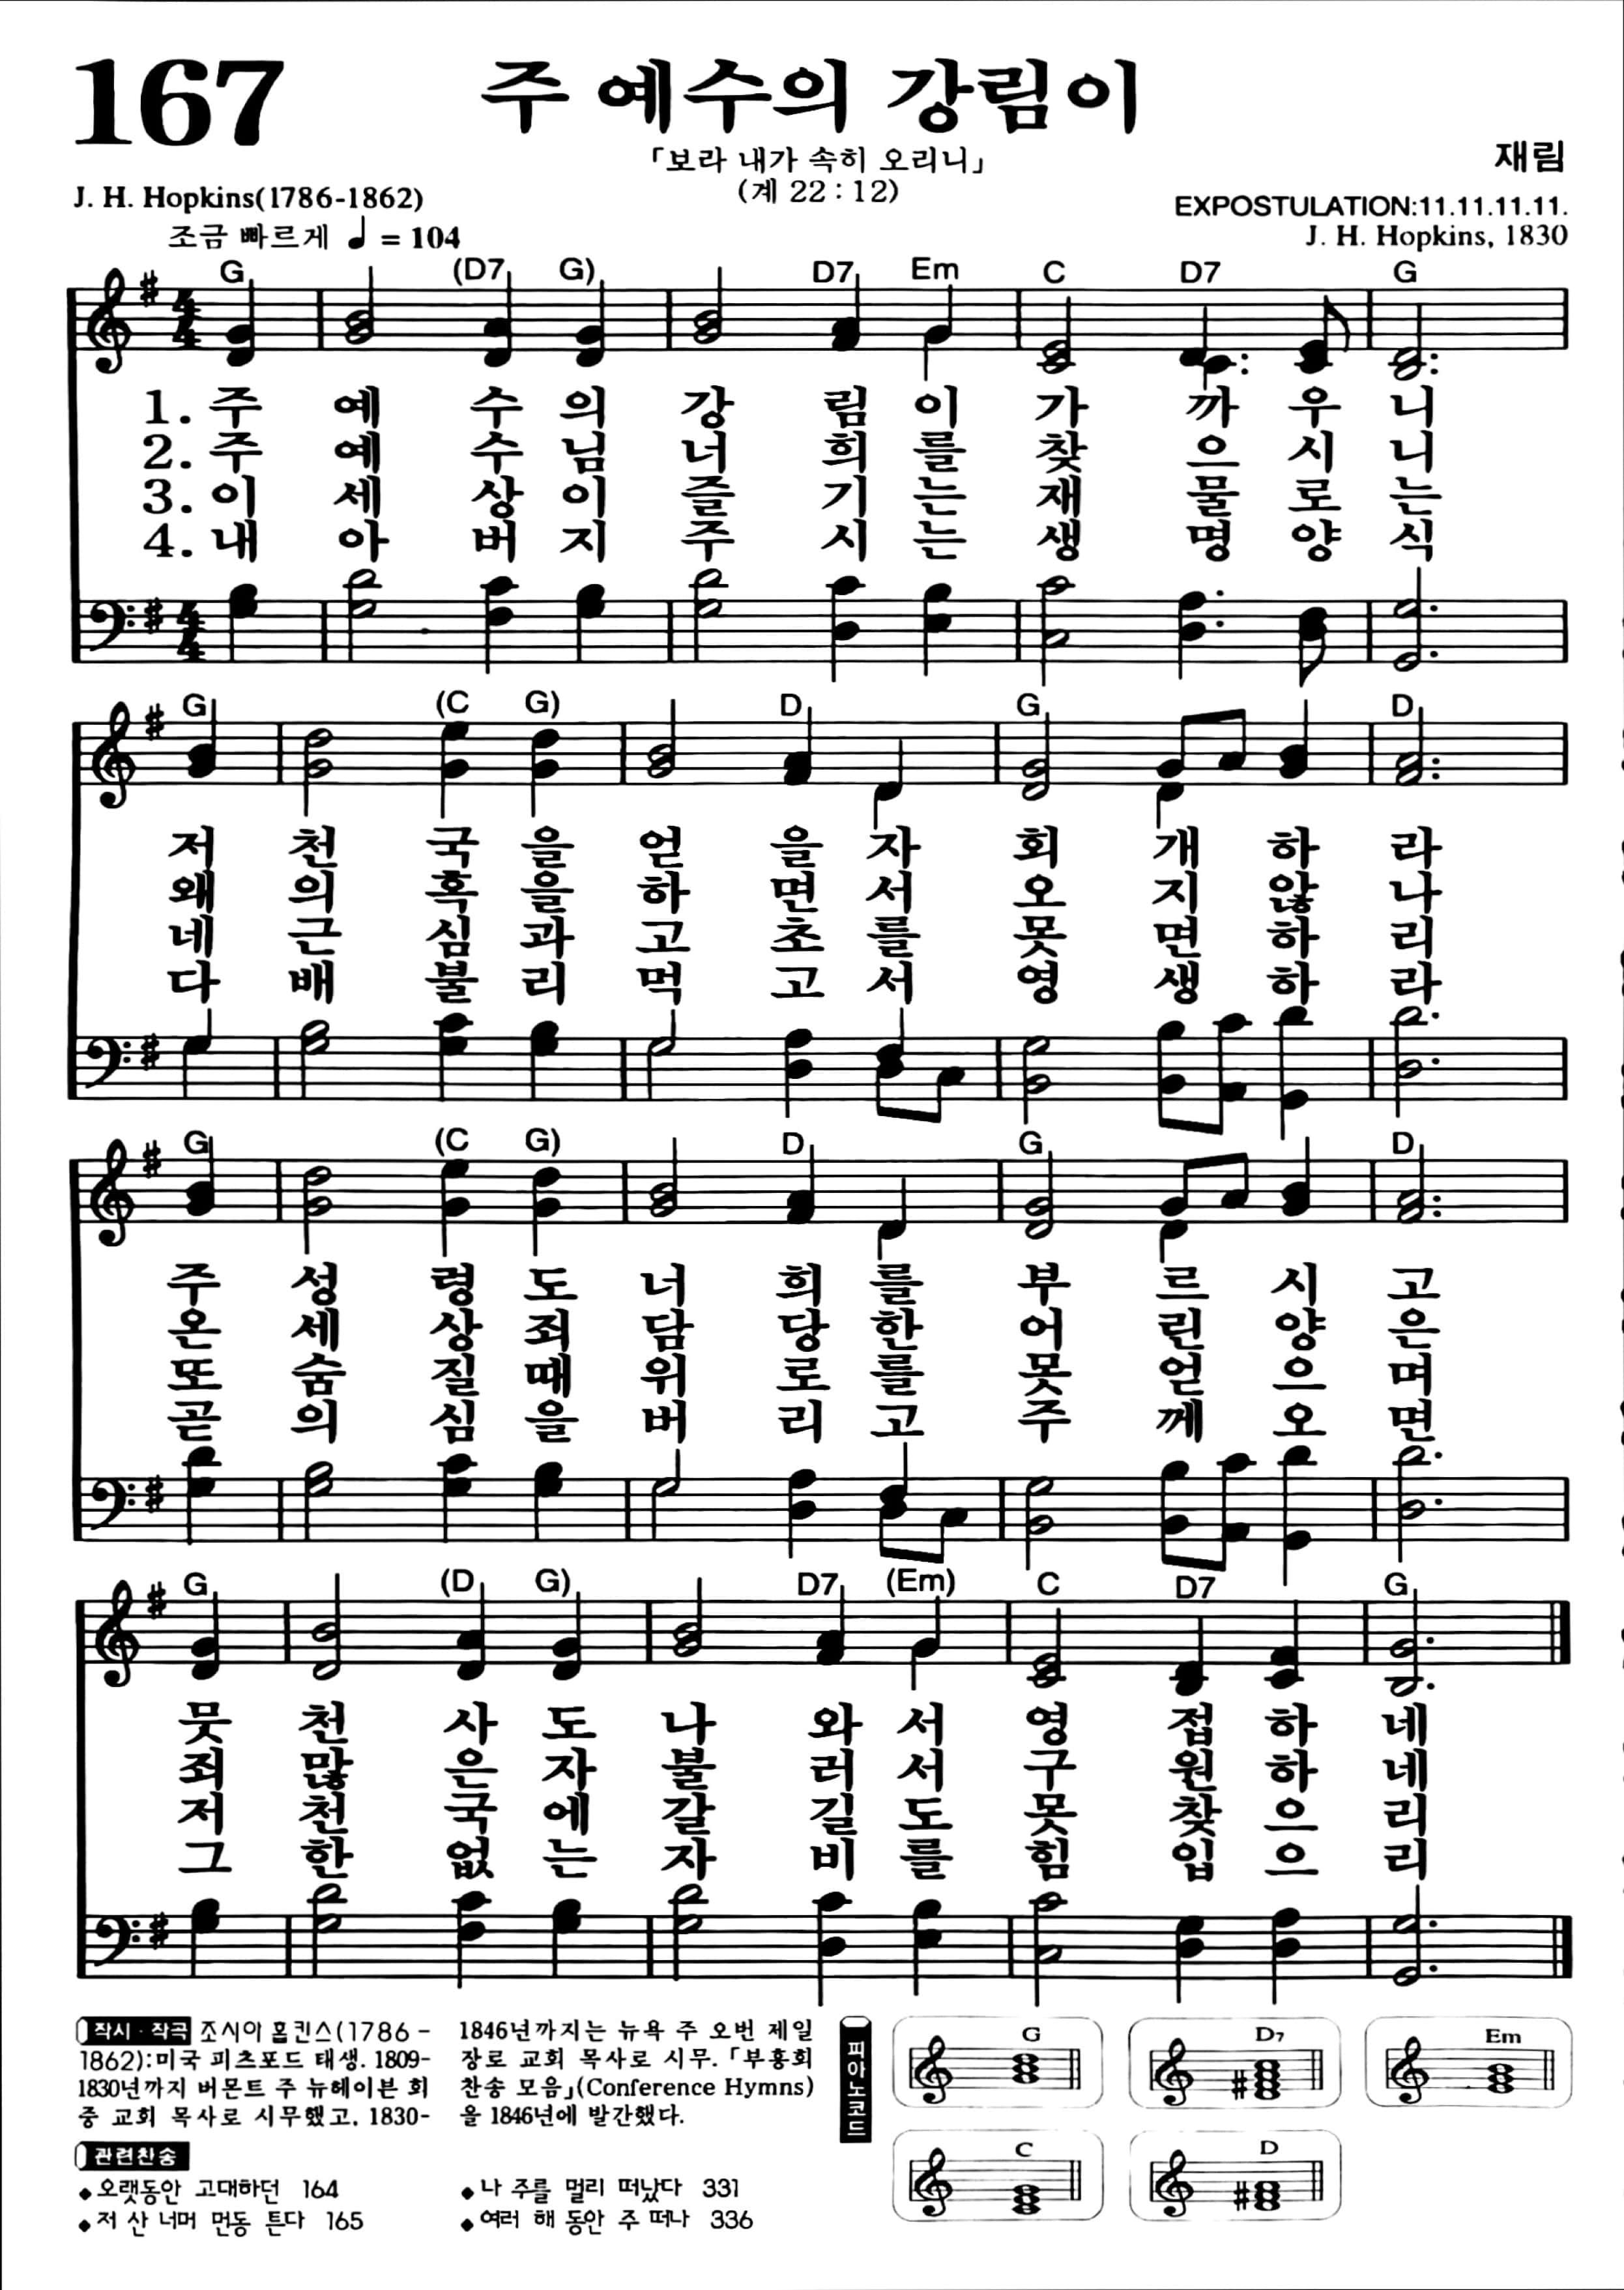 167
주 예수의 강림이
「보라 내가 속히 오리니」
(계 22 : 12)
재림
J. H. Hopkins(1786-1862)
조금 빠르게 ♩ = 104
EXPOSTULATION:11.11.11.11.
J. H. Hopkins, 1830
G (D7 G) D7 Em C D7 G
1. 주 예 수 의 강 림 이 가 까 우 니
2. 주 예 수 님 너 희 를 찾 으 시 니
3. 이 세 상 이 즐 기 는 재 물 로 는
4. 내 아 버 지 주 시 는 생 명 양 식
G (C G) D G D
저 천 국 을 얻 을 자 회 개 하 라
왜 의 혹 을 하 면 서 오 지 않 나
네 근 심 과 고 초 를 못 면 하 리
다 배 불 리 먹 고 서 영 생 하 라
G (C G) D G D
주 성 령 도 너 희 를 부 르 시 고
온 세 상 죄 담 당 한 어 린 양 은
또 숨 질 때 위 로 를 못 얻 으 며
곧 의 심 을 버 리 고 주 께 오 면
G (D G) D7 (Em) C D7 G
뭇 천 사 도 나 와 서 영 접 하 네
죄 많 은 자 불 러 서 구 원 하 네
저 천 국 에 갈 길 도 못 찾 으 리
그 한 없 는 자 비 를 힘 입 으 리
작시 · 작곡 조시아 홉킨스(1786-
1862):미국 피츠포드 태생. 1809-
1830년까지 버몬트 주 뉴헤이븐 회
중 교회 목사로 시무했고, 1830-
1846년까지는 뉴욕 주 오번 제일
장로 교회 목사로 시무. 「부흥회
찬송 모음」(Conference Hymns)
을 1846년에 발간했다.
관련찬송
◆오랫동안 고대하던 164
◆저 산 너머 먼동 튼다 165
◆나 주를 멀리 떠났다 331
◆여러 해 동안 주 떠나 336
피아노코드
G
D7
Em
C
D